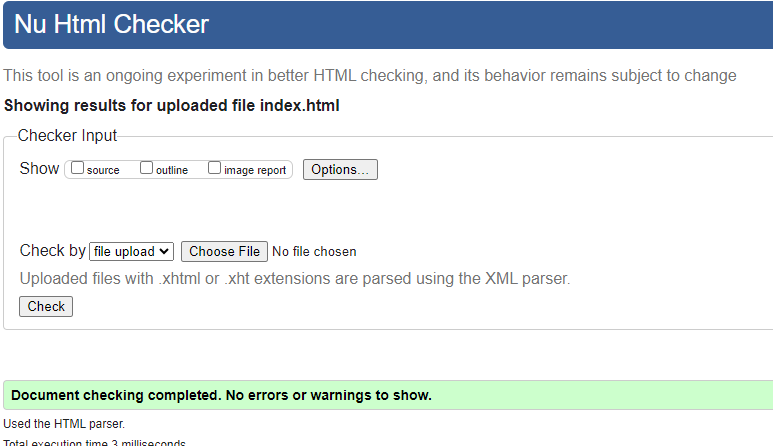 Nu Html Checker
This tool is an ongoing experiment in better HTML checking, and its behavior remains subject to change
Showing results for uploaded file index.html
Checker Input
Show source outline image report Options...
Check by file upload Choose File No file chosen
Uploaded files with .xhtml or .xht extensions are parsed using the XML parser.
Check
Document checking completed. No errors or warnings to show.
Used the HTML parser.
Total execution time 3 milliseconds